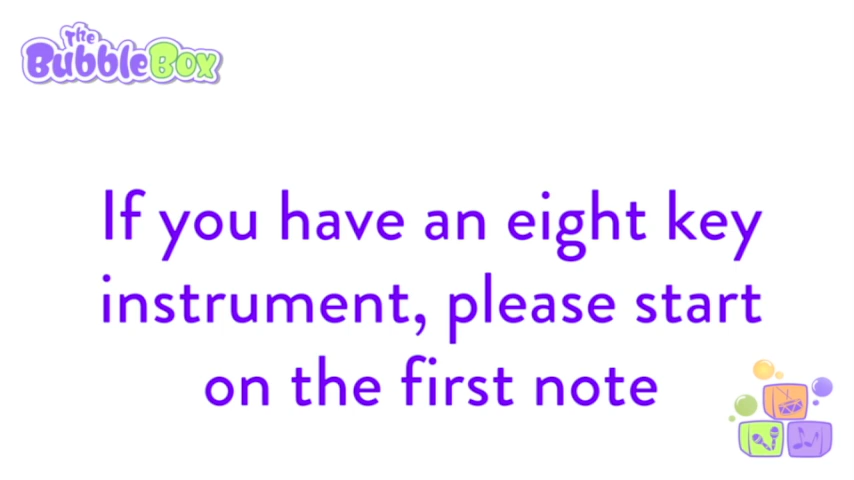 The
BubbleBox
If you have an eight key
instrument, please start
on the first note